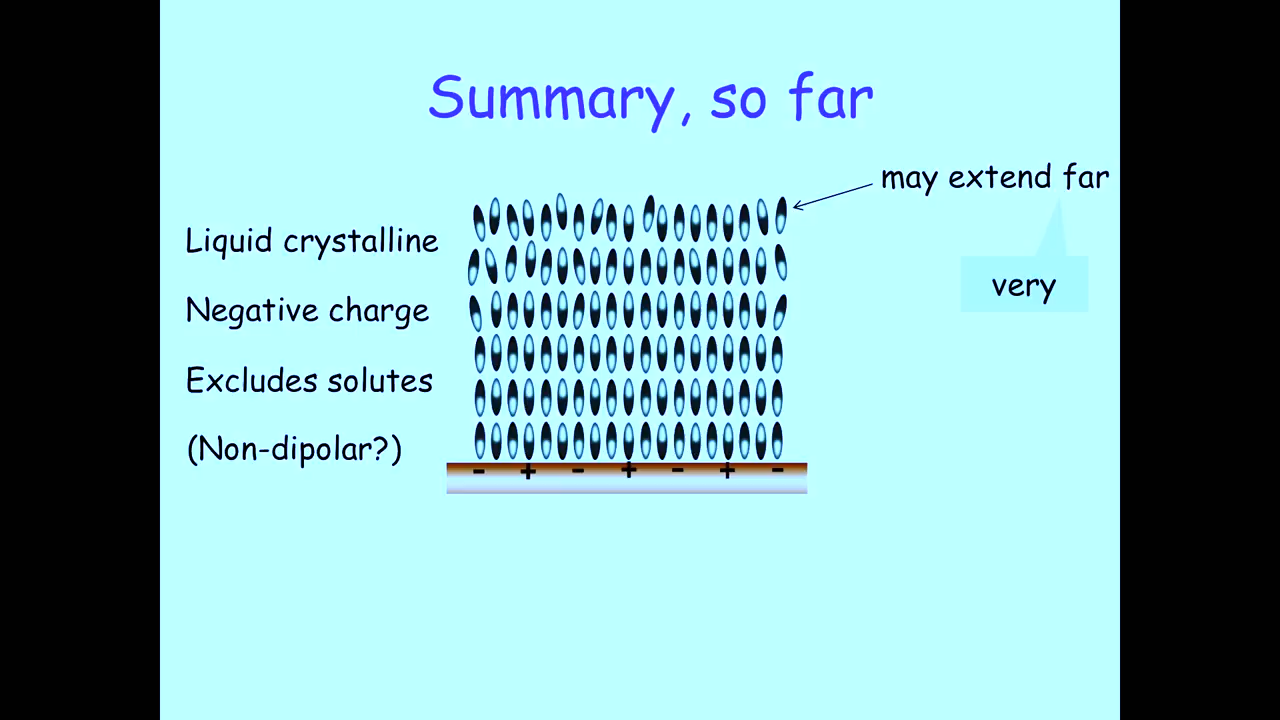 Summary, so far
may extend far
very
Liquid crystalline
Negative charge
Excludes solutes
(Non-dipolar?)
- + - + - + -